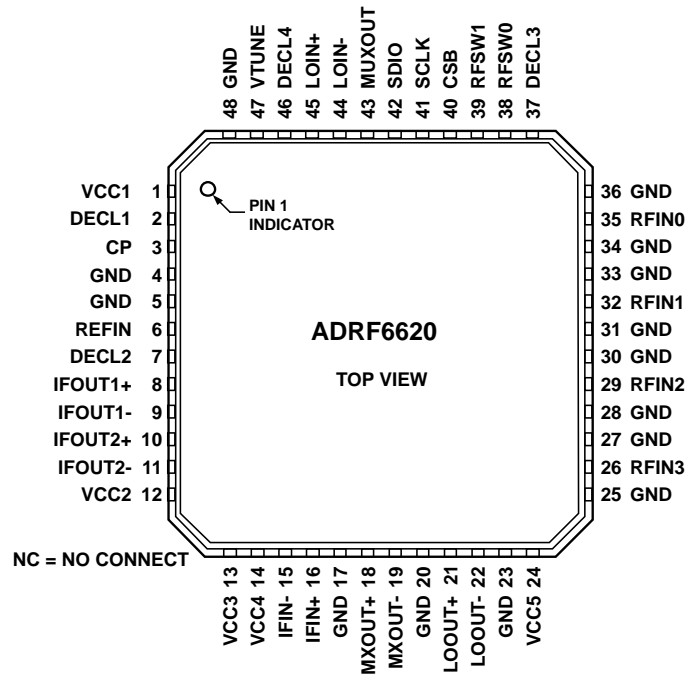 48 GND
47 VTUNE
46 DECL4
45 LOIN+
44 LOIN-
43 MUXOUT
42 SDIO
41 SCLK
40 CSB
39 RFSW1
38 RFSW0
37 DECL3
VCC1 1
DECL1 2
CP 3
GND 4
GND 5
REFIN 6
DECL2 7
IFOUT1+ 8
IFOUT1- 9
IFOUT2+ 10
IFOUT2- 11
VCC2 12
PIN 1
INDICATOR
ADRF6620
TOP VIEW
36 GND
35 RFIN0
34 GND
33 GND
32 RFIN1
31 GND
30 GND
29 RFIN2
28 GND
27 GND
26 RFIN3
25 GND
NC = NO CONNECT
VCC3 13
VCC4 14
IFIN- 15
IFIN+ 16
GND 17
MXOUT+ 18
MXOUT- 19
GND 20
LOOUT+ 21
LOOUT- 22
GND 23
VCC5 24